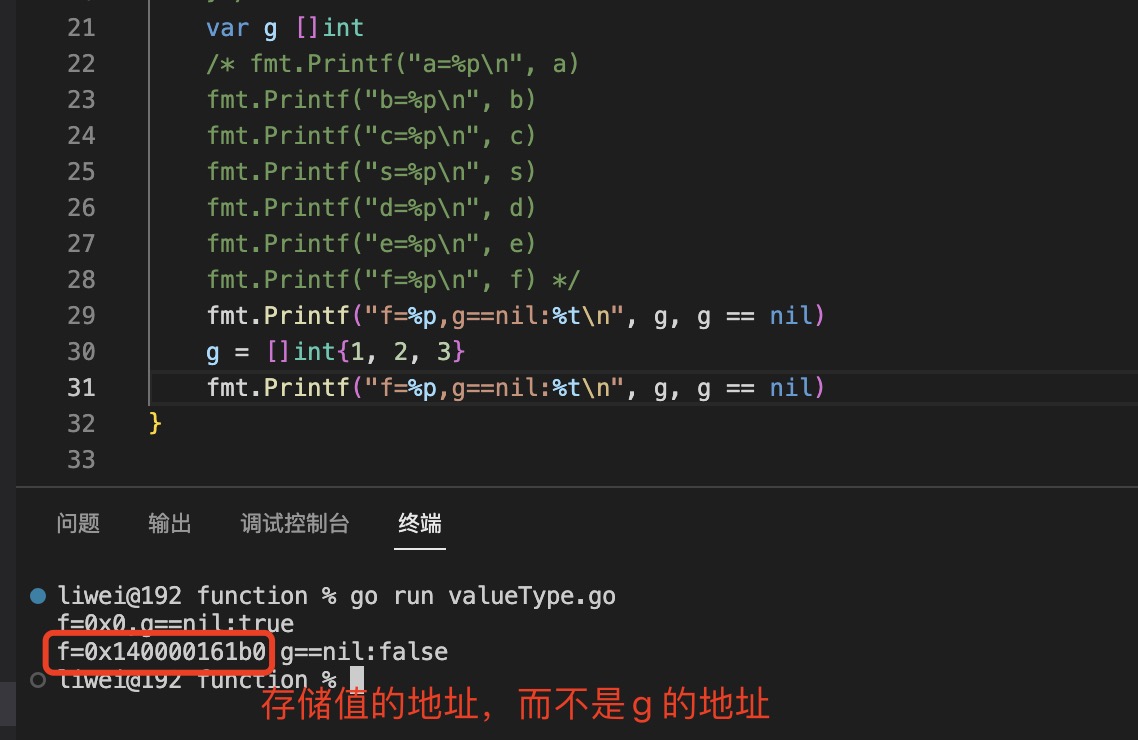 21 var g []int
22 /* fmt.Printf("a=%p\n", a)
23 fmt.Printf("b=%p\n", b)
24 fmt.Printf("c=%p\n", c)
25 fmt.Printf("s=%p\n", s)
26 fmt.Printf("d=%p\n", d)
27 fmt.Printf("e=%p\n", e)
28 fmt.Printf("f=%p\n", f) */
29 fmt.Printf("f=%p,g==nil:%t\n", g, g == nil)
30 g = []int{1, 2, 3}
31 fmt.Printf("f=%p,g==nil:%t\n", g, g == nil)
32 }
33
问题 输出 调试控制台 终端
liwei@192 function % go run valueType.go
f=0x0,g==nil:true
f=0x140000161b0 g==nil:false
liwei@192 function %
存储值的地址，而不是g的地址